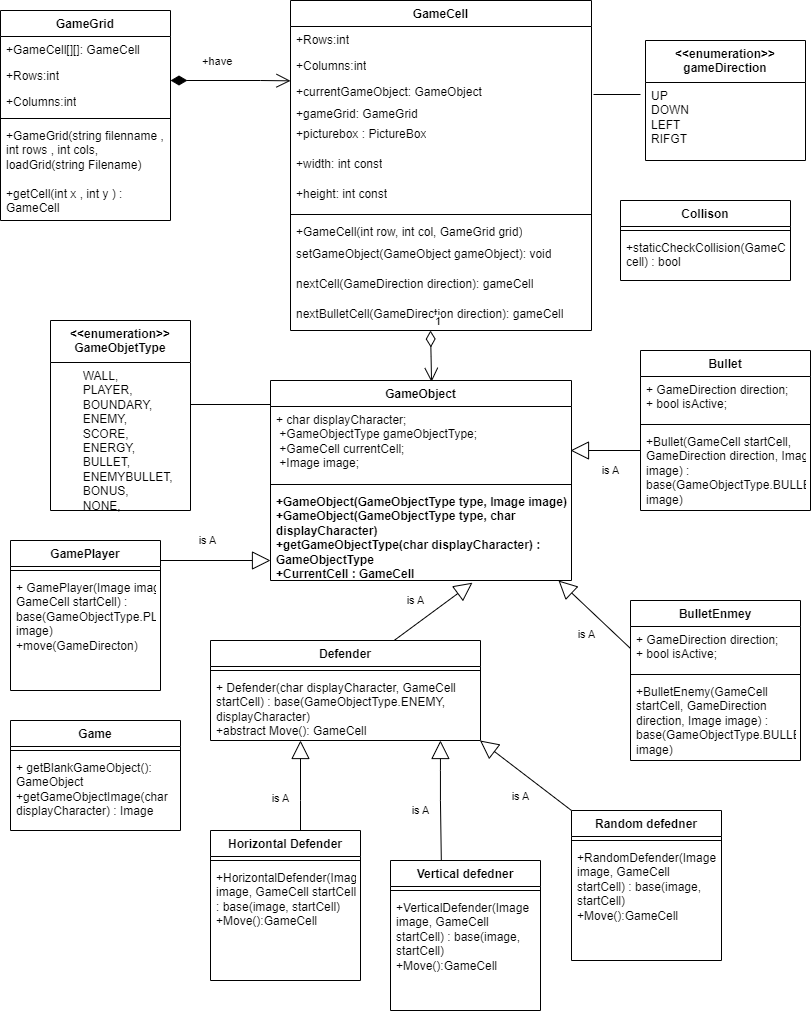 GameGrid
+GameCell[][]: GameCell
+Rows:int
+Columns:int
+GameGrid(string filenname ,
int rows , int cols,
loadGrid(string Filename)
+getCell(int x , int y ) :
GameCell
+have
GameCell
+Rows:int
+Columns:int
+currentGameObject: GameObject
+gameGrid: GameGrid
+picturebox : PictureBox
+width: int const
+height: int const
+GameCell(int row, int col, GameGrid grid)
setGameObject(GameObject gameObject): void
nextCell(GameDirection direction): gameCell
nextBulletCell(GameDirection direction): gameCell
1
<<enumeration>>
gameDirection
UP
DOWN
LEFT
RIFGT
Collison
+staticCheckCollision(GameC
cell) : bool
<<enumeration>>
GameObjetType
WALL,
PLAYER,
BOUNDARY,
ENEMY,
SCORE,
ENERGY,
BULLET,
ENEMYBULLET,
BONUS,
NONE,
GameObject
+ char displayCharacter;
+GameObjectType gameObjectType;
+GameCell currentCell;
+Image image;
+GameObject(GameObjectType type, Image image)
+GameObject(GameObjectType type, char
displayCharacter)
+getGameObjectType(char displayCharacter) :
GameObjectType
+CurrentCell : GameCell
Bullet
+ GameDirection direction;
+ bool isActive;
+Bullet(GameCell startCell,
GameDirection direction, Imag
image) :
base(GameObjectType.BULLE
image)
is A
GamePlayer
+ GamePlayer(Image imag
GameCell startCell) :
base(GameObjectType.PL
image)
+move(GameDirecton)
is A
is A
is A
BulletEnmey
+ GameDirection direction;
+ bool isActive;
+BulletEnemy(GameCell
startCell, GameDirection
direction, Image image) :
base(GameObjectType.BULLE
image)
Defender
+ Defender(char displayCharacter, GameCell
startCell) : base(GameObjectType.ENEMY,
displayCharacter)
+abstract Move(): GameCell
Game
+ getBlankGameObject():
GameObject
+getGameObjectImage(char
displayCharacter) : Image
is A
is A
is A
Horizontal Defender
+HorizontalDefender(Imag
image, GameCell startCell
: base(image, startCell)
+Move():GameCell
Vertical defedner
+VerticalDefender(Image
image, GameCell
startCell) : base(image,
startCell)
+Move():GameCell
Random defedner
+RandomDefender(Image
image, GameCell
startCell) : base(image,
startCell)
+Move():GameCell